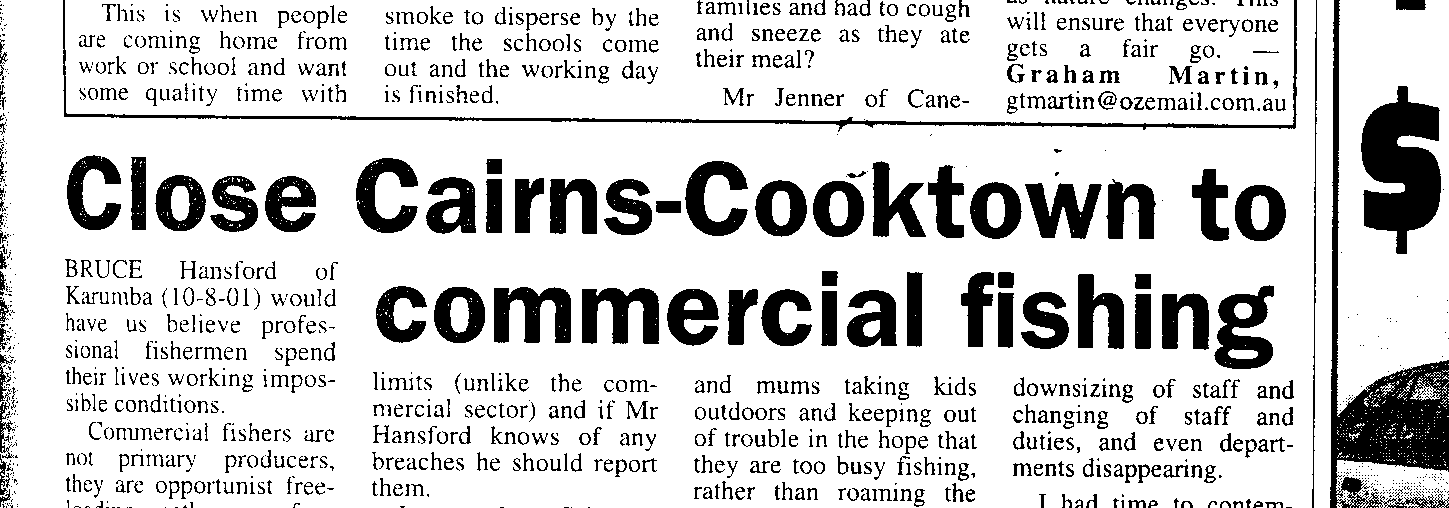 This is when people
are coming home from
work or school and want
some quality time with
smoke to disperse by the
time the schools come
out and the working day
is finished.
families and had to cough
and sneeze as they ate
their meal?
Mr Jenner of Cane-
as nature changes. This
will ensure that everyone
gets a fair go. —
Graham Martin,
gtmartin@ozemail.com.au
$
Close Cairns-Cooktown to
commercial fishing
BRUCE Hansford of
Karumba (10-8-01) would
have us believe profes-
sional fishermen spend
their lives working impos-
sible conditions.
Commercial fishers are
not primary producers,
they are opportunist free-
limits (unlike the com-
mercial sector) and if Mr
Hansford knows of any
breaches he should report
them.
and mums taking kids
outdoors and keeping out
of trouble in the hope that
they are too busy fishing,
rather than roaming the
downsizing of staff and
changing of staff and
duties, and even depart-
ments disappearing.
I had time to contem-